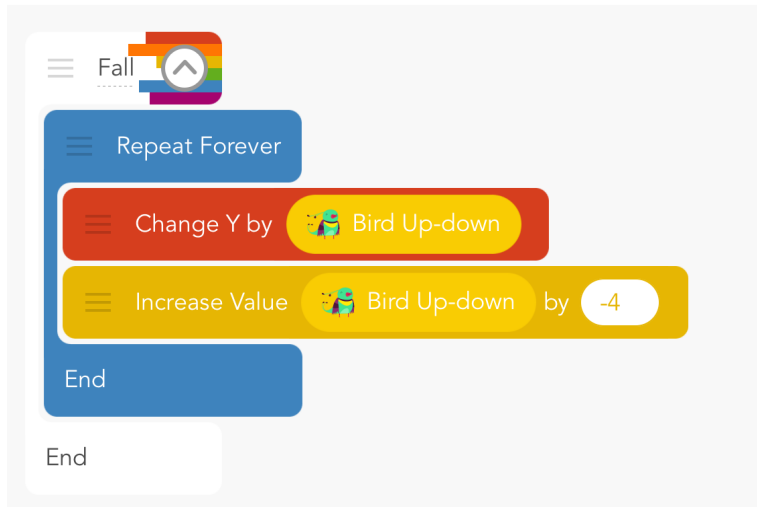 Fall
Repeat Forever
Change Y by Bird Up-down
Increase Value Bird Up-down by -4
End
End